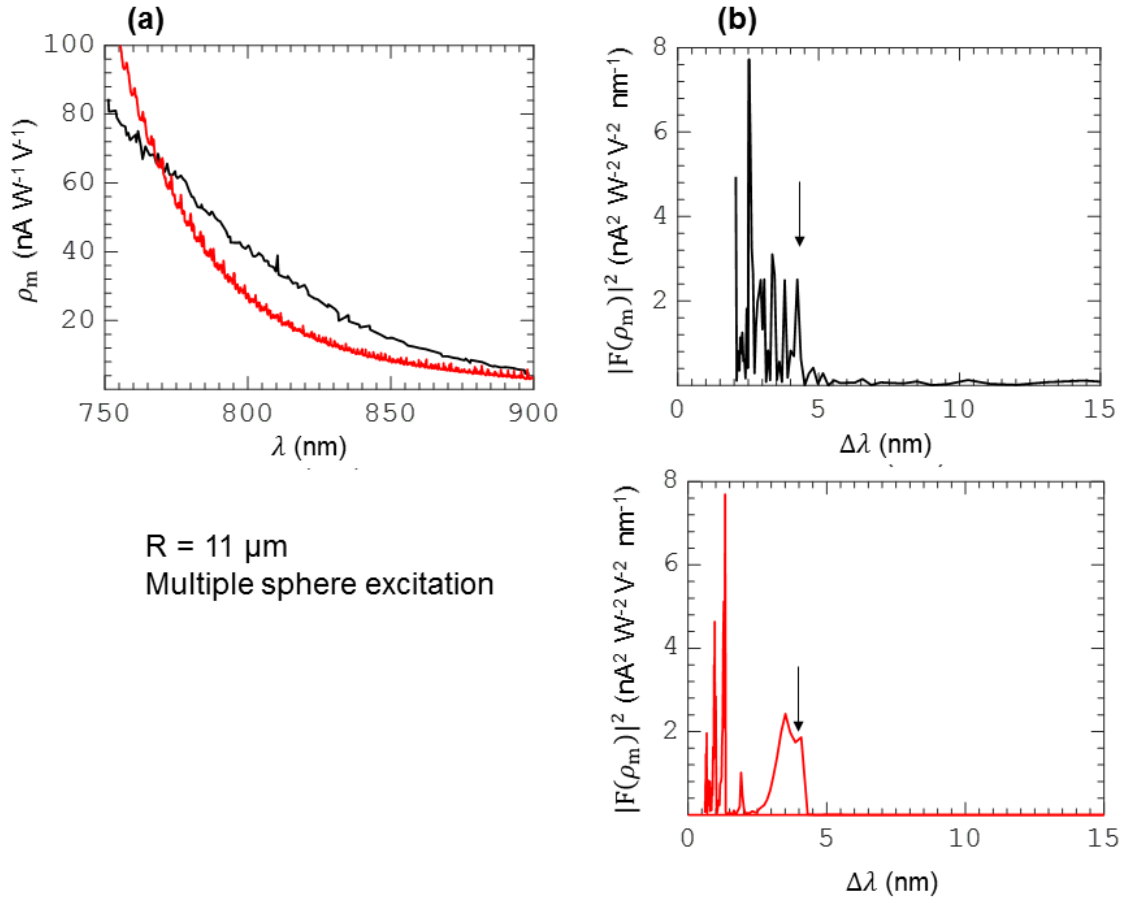 (a)
100
80
60
40
20
750
800
850
900
ρm (nA W-1 V-1)
λ (nm)
(b)
8
6
4
2
0
5
10
15
|F(ρm)|2 (nA2 W-2 V-2 nm-1)
Δλ (nm)
R = 11 µm
Multiple sphere excitation
8
6
4
2
0
5
10
15
|F(ρm)|2 (nA2 W-2 V-2 nm-1)
Δλ (nm)